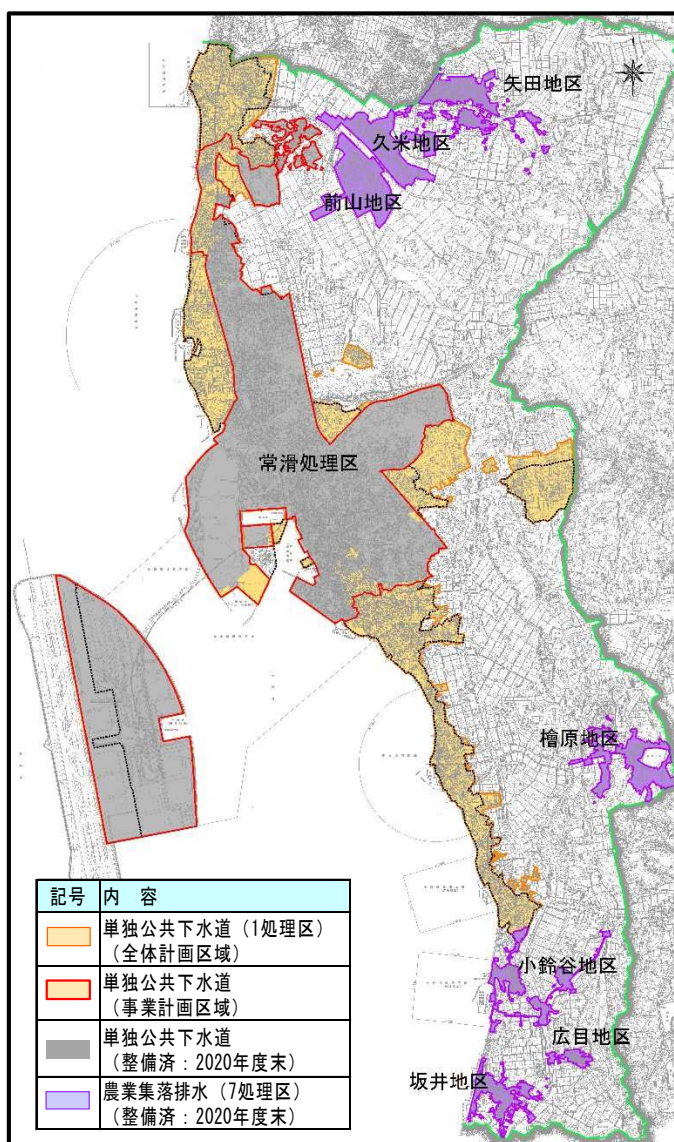 矢田地区
久米地区
前山地区
常滑処理区
檜原地区
小鈴谷地区
広目地区
坂井地区
記号 内　容
単独公共下水道（1処理区）
（全体計画区域）
単独公共下水道
（事業計画区域）
単独公共下水道
（整備済：2020年度末）
農業集落排水（7処理区）
（整備済：2020年度末）